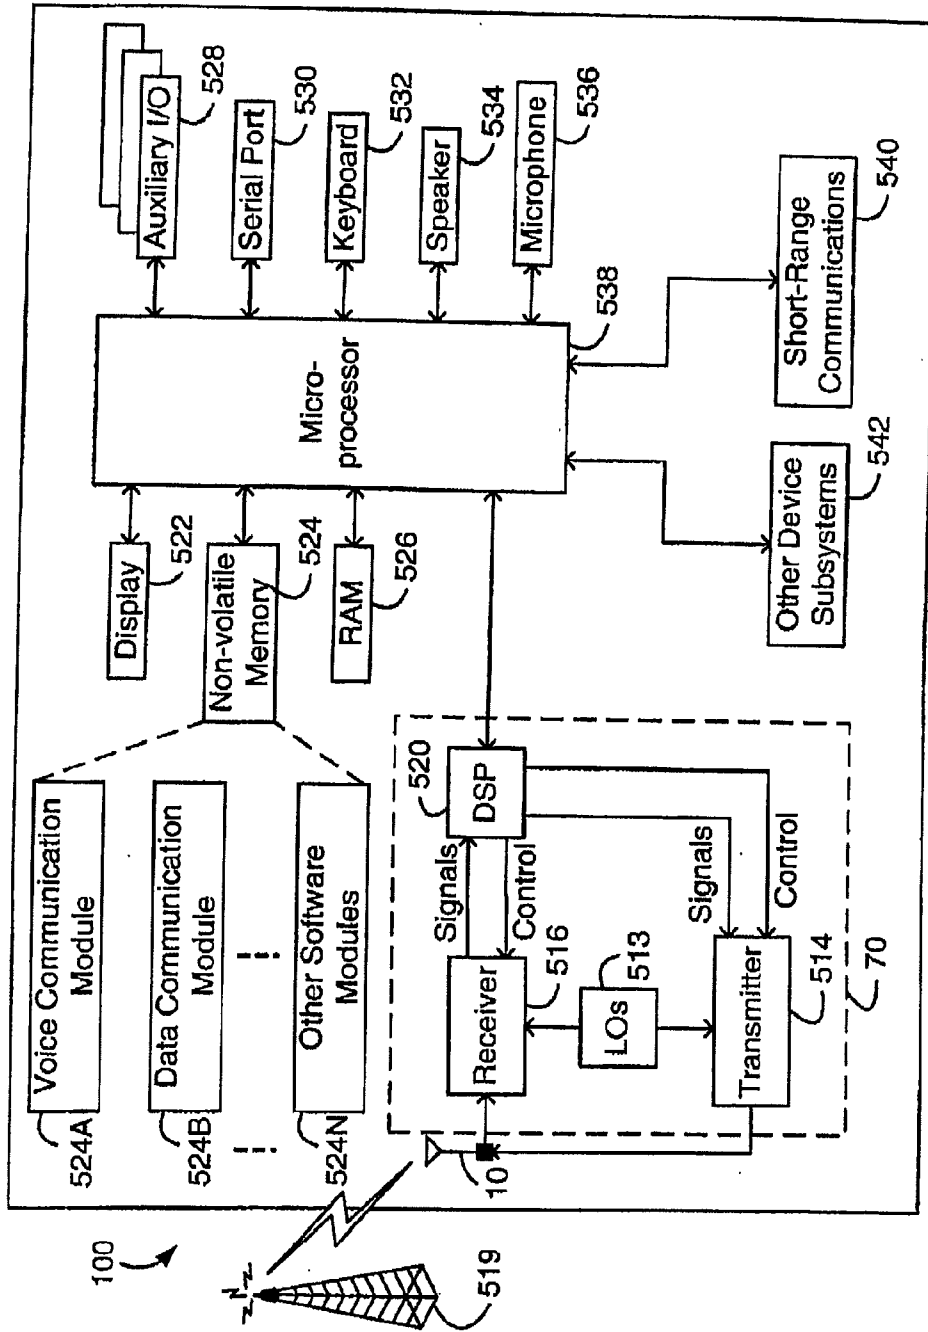 100
519
Voice Communication
Module
524A
Data Communication
Module
524B
Other Software
Modules
524N
Display
522
Non-volatile
Memory
524
RAM
526
Micro-
processor
538
Auxiliary I/O
528
Serial Port
530
Keyboard
532
Speaker
534
Microphone
536
10
Receiver
516
Signals
Control
DSP
520
LOs
513
Transmitter
514
Signals
Control
70
Other Device
Subsystems
542
Short-Range
Communications
540